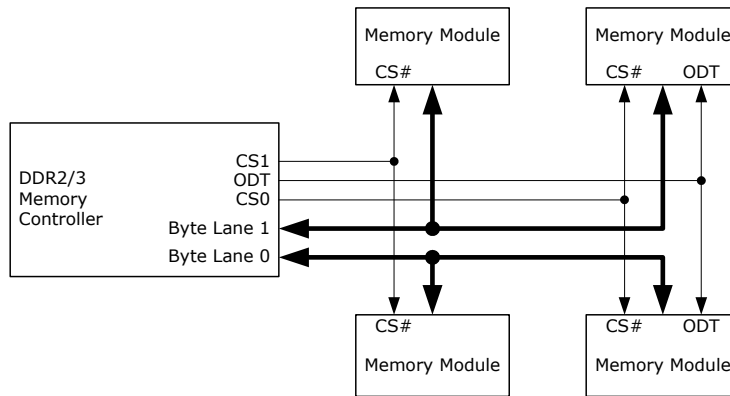 Memory Module
CS#
Memory Module
CS# ODT
DDR2/3
Memory
Controller
CS1
ODT
CS0
Byte Lane 1
Byte Lane 0
CS#
Memory Module
CS# ODT
Memory Module